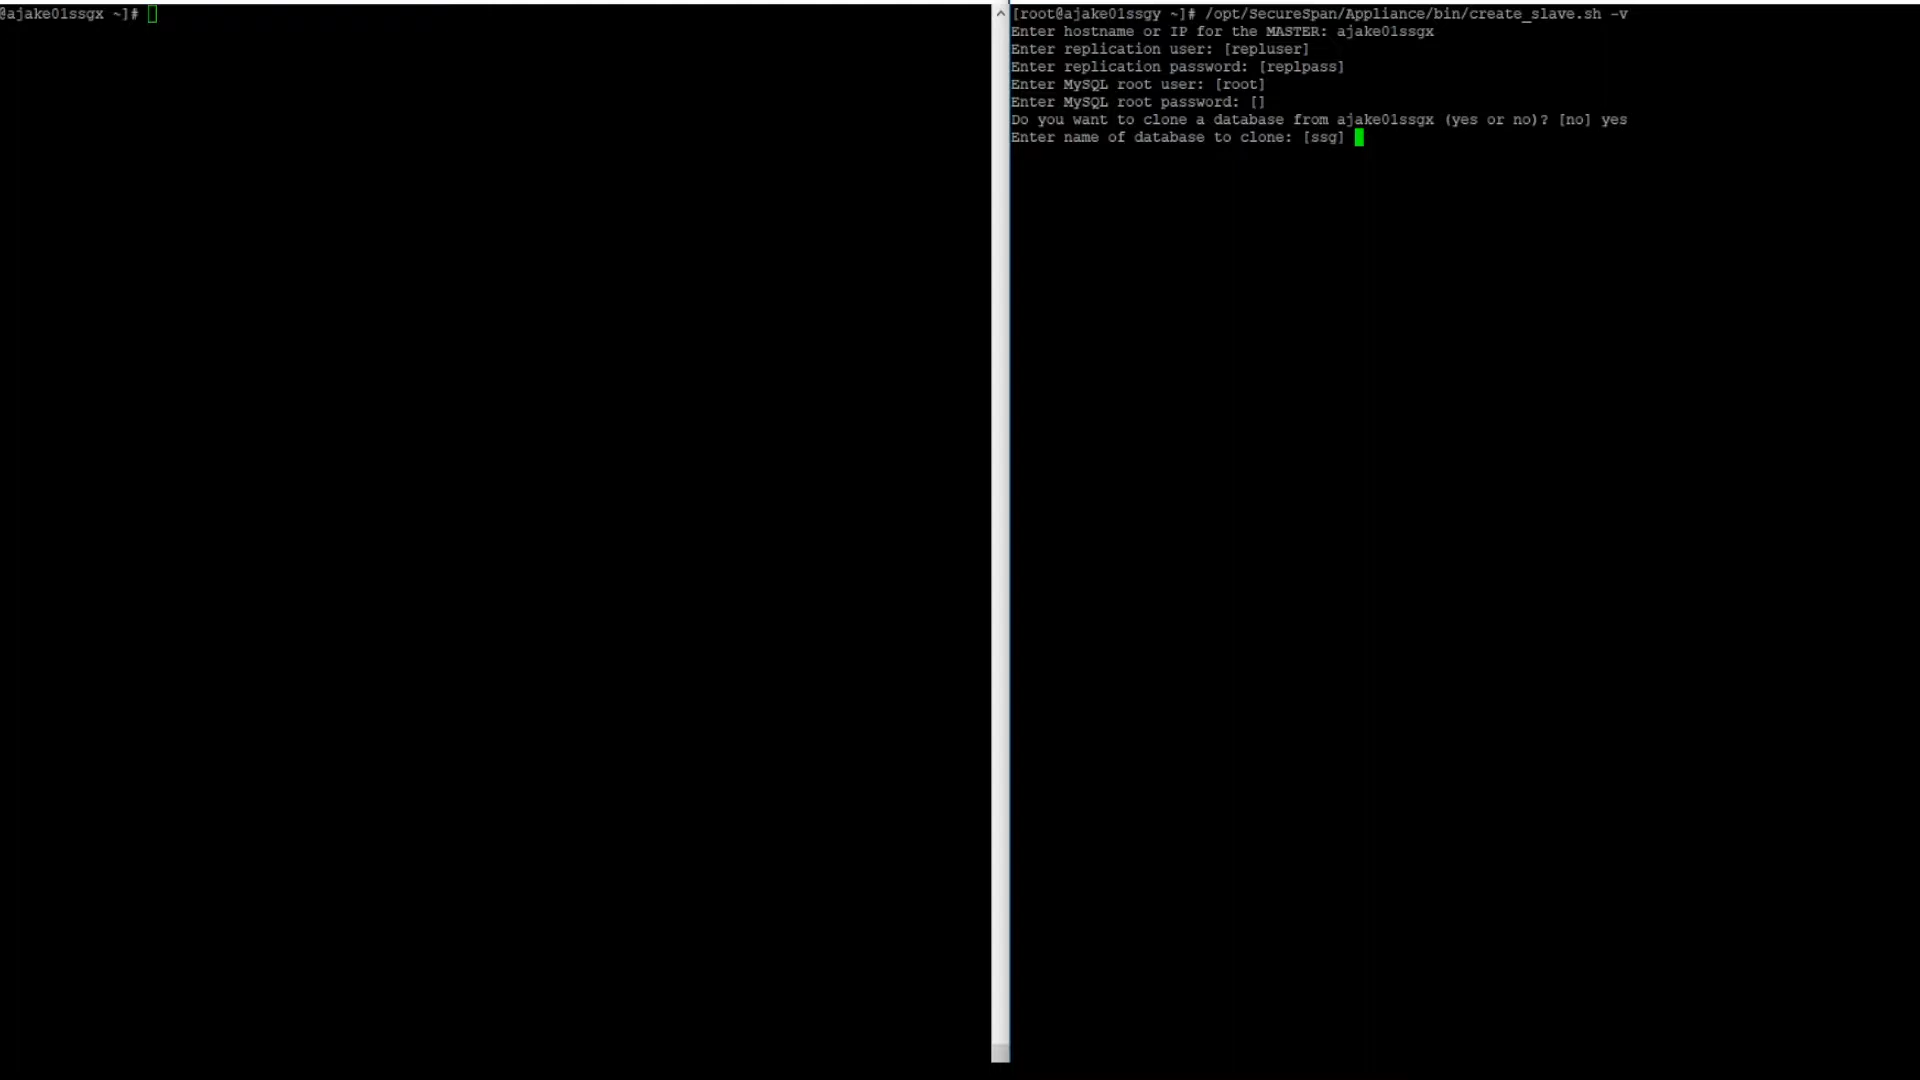 @ajake01ssgx ~]#
[root@ajake01ssgy ~]# /opt/SecureSpan/Appliance/bin/create_slave.sh -v
Enter hostname or IP for the MASTER: ajake01ssgx
Enter replication user: [repluser]
Enter replication password: [replpass]
Enter MySQL root user: [root]
Enter MySQL root password: []
Do you want to clone a database from ajake01ssgx (yes or no)? [no] yes
Enter name of database to clone: [ssg]